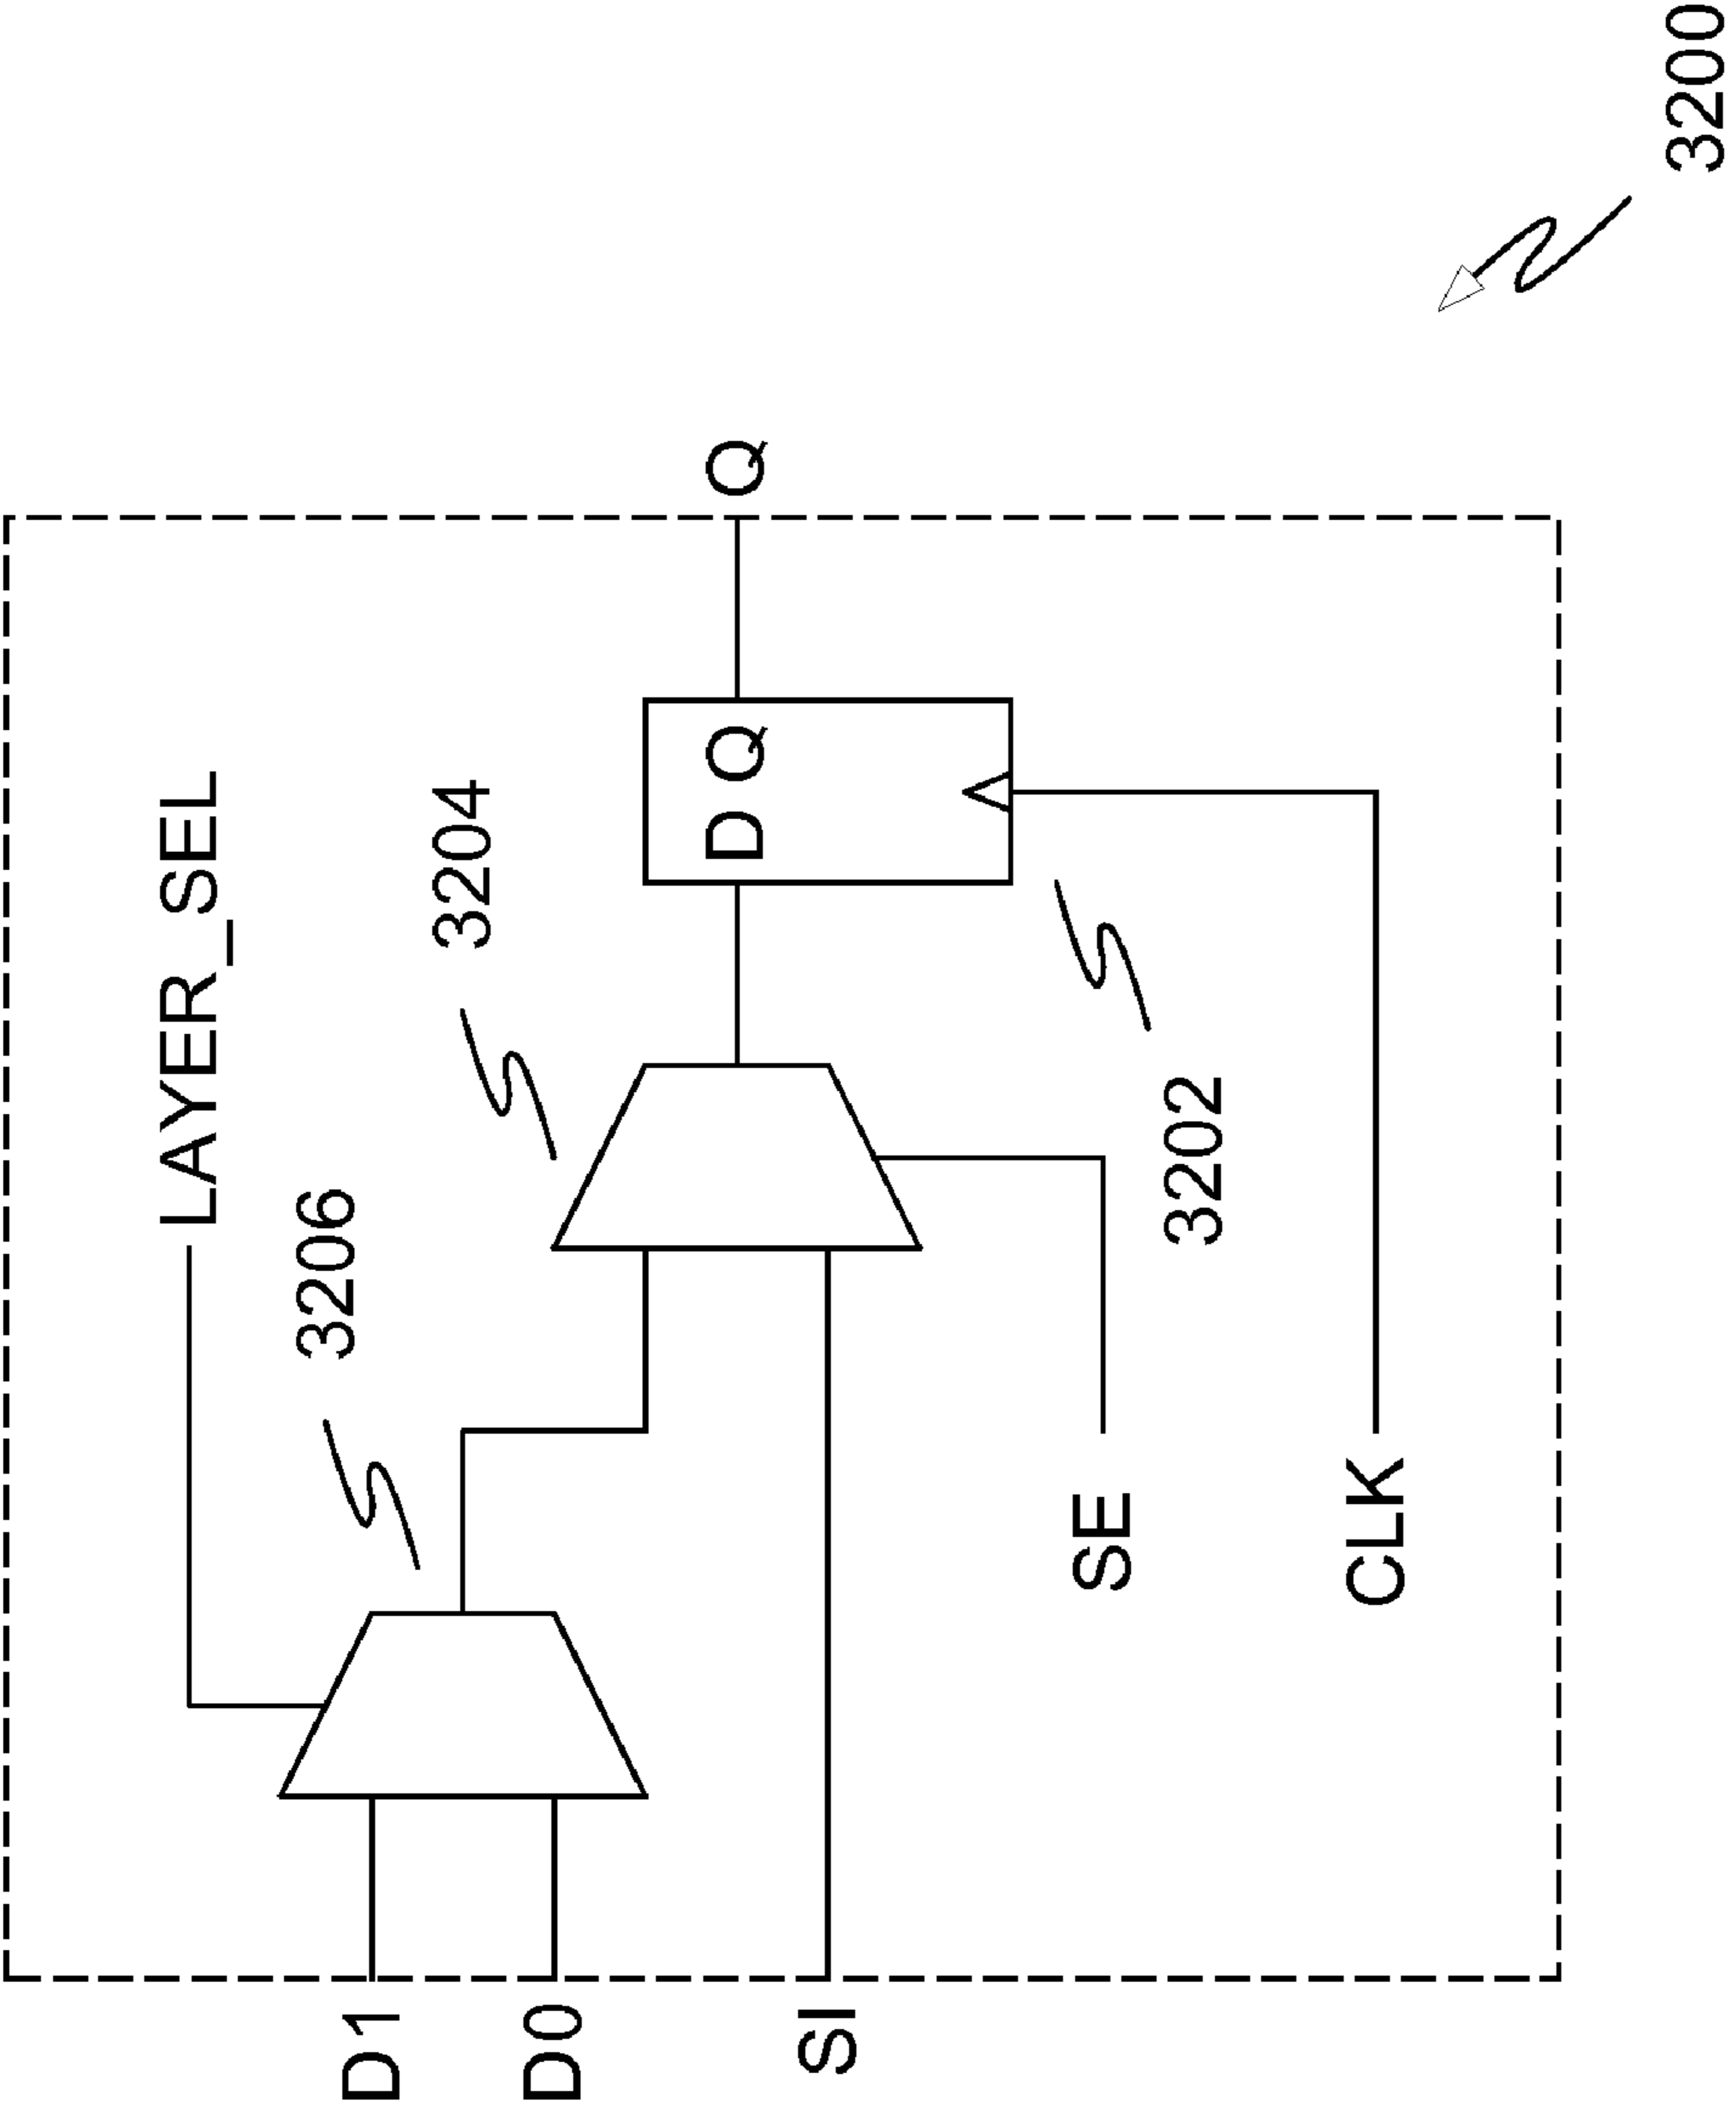 LAYER_SEL
3206
3204
D1
D0
D Q
Q
SI
SE
3202
CLK
3200